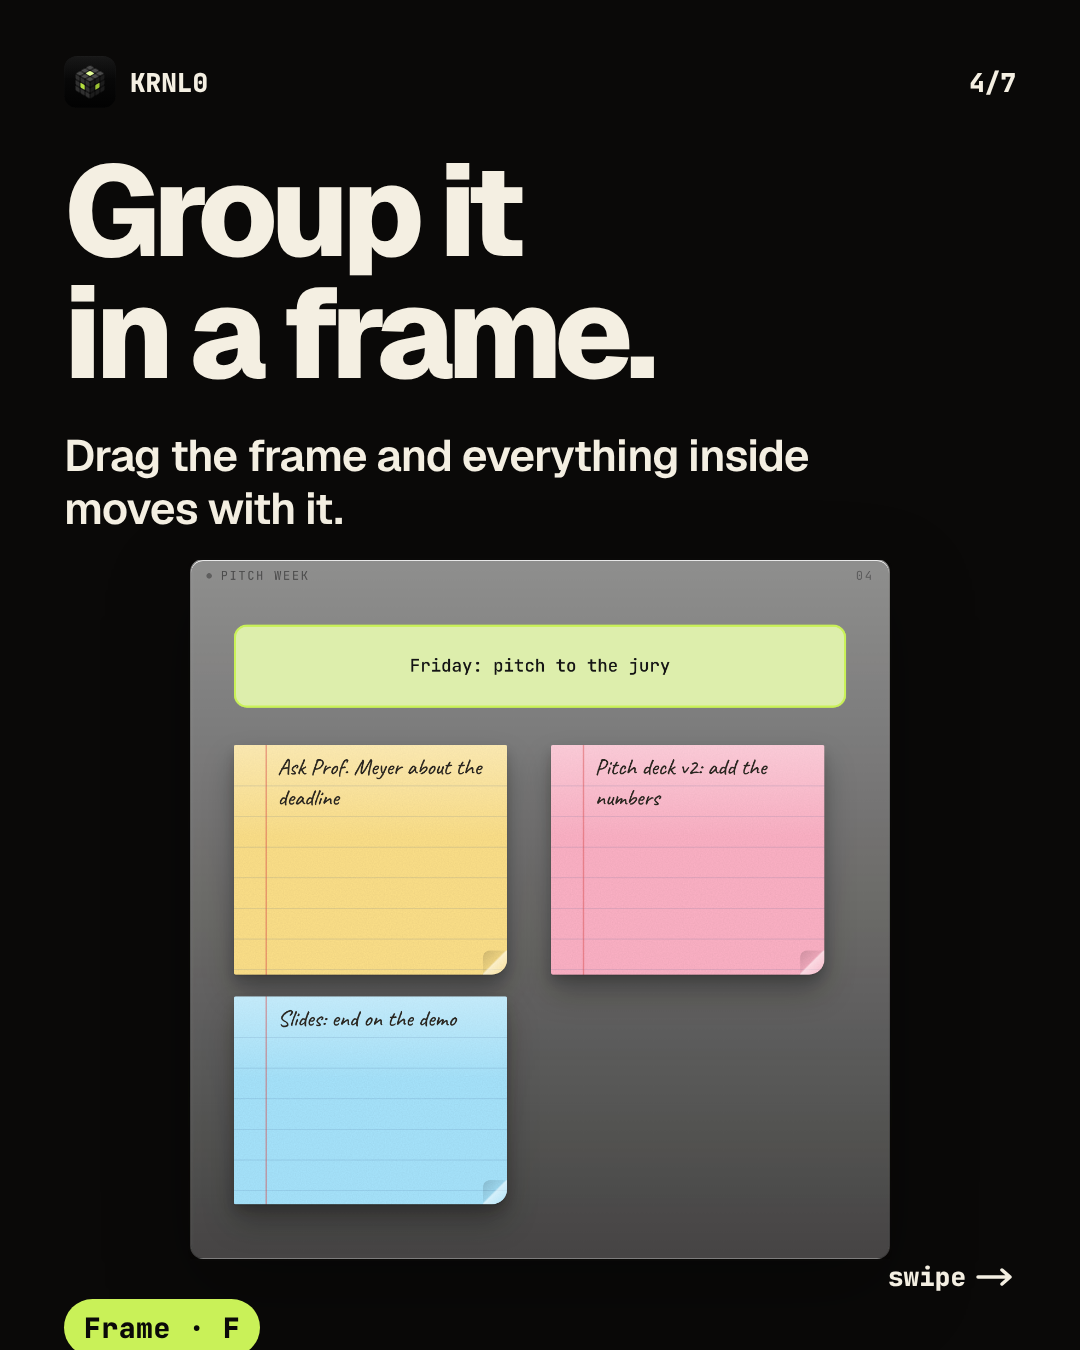 KRNL0
4/7
Group it
in a frame.
Drag the frame and everything inside
moves with it.
• PITCH WEEK
04
Friday: pitch to the jury
Ask Prof. Meyer about the
deadline
Pitch deck v2: add the
numbers
Slides: end on the demo
swipe →
Frame · F